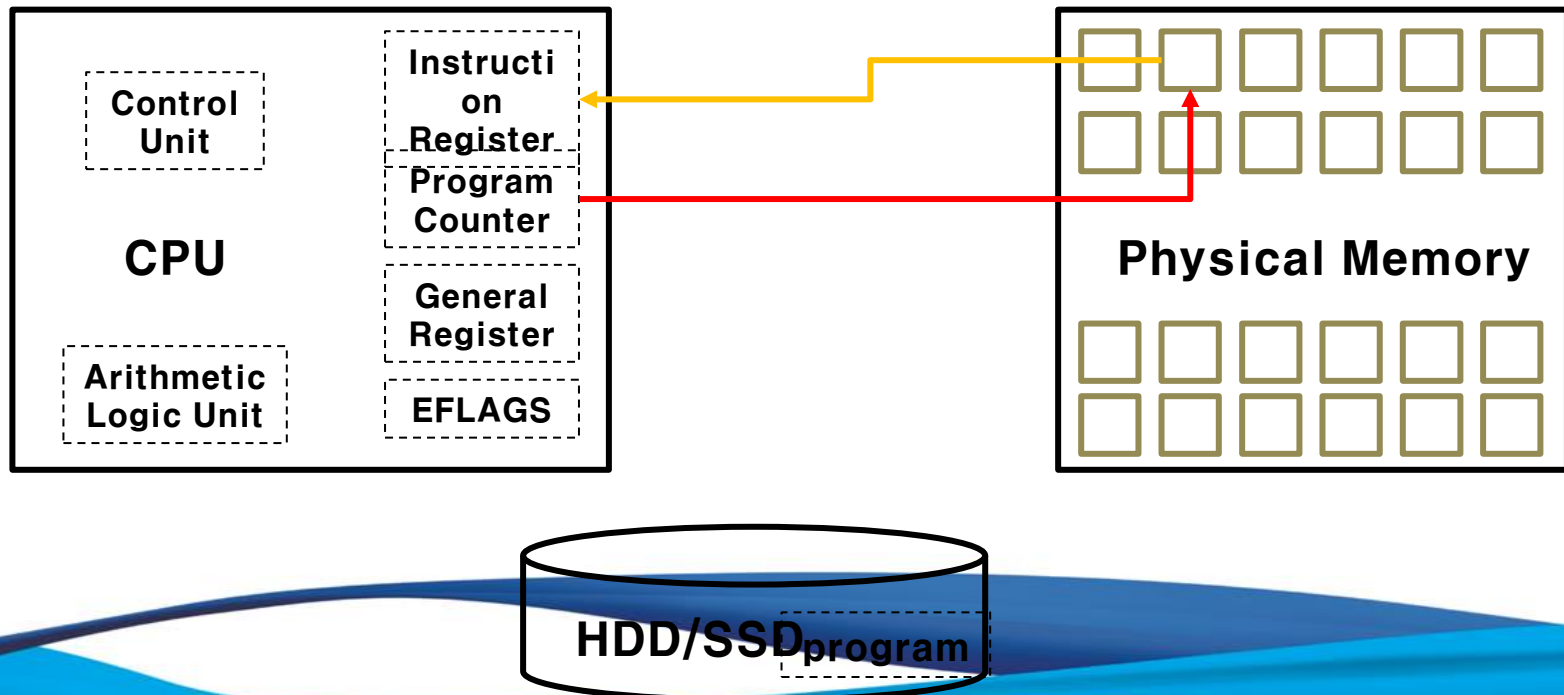 Control
Unit
CPU
Arithmetic
Logic Unit
Instructi
on
Register
Program
Counter
General
Register
EFLAGS
Physical Memory
HDD/SSD
program